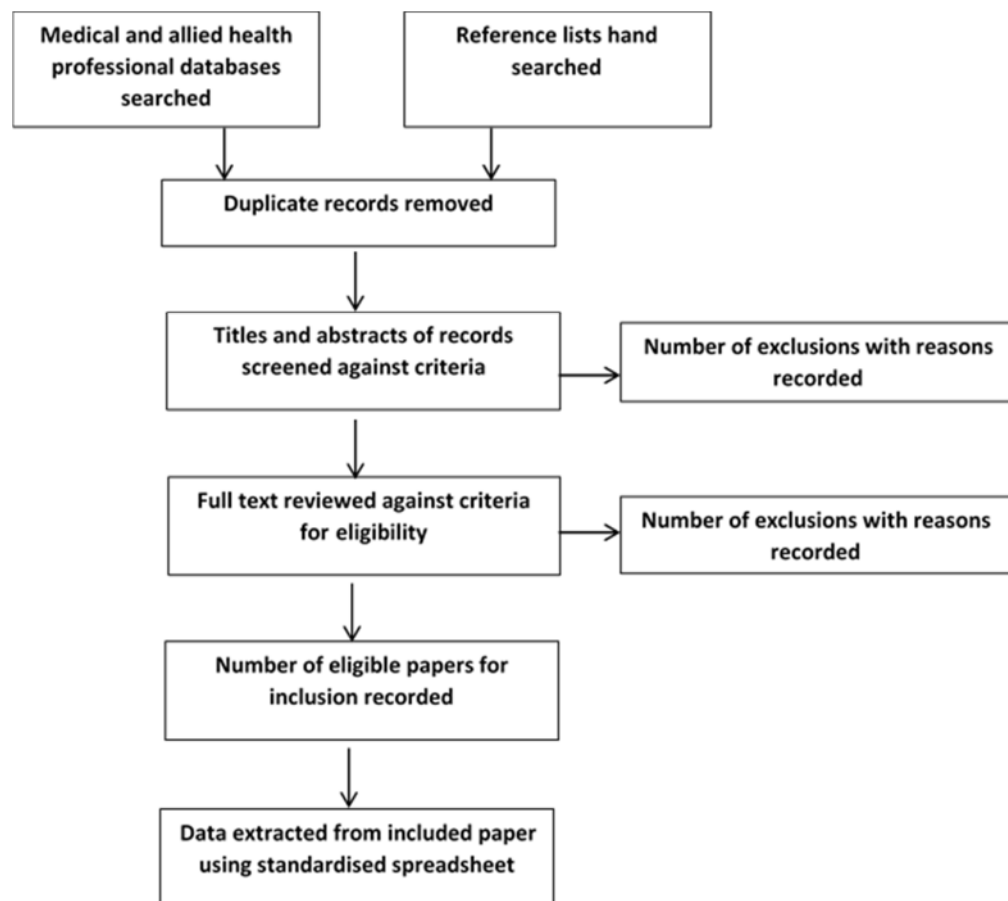 Medical and allied health
professional databases
searched
Reference lists hand
searched
Duplicate records removed
Titles and abstracts of records
screened against criteria
Number of exclusions with reasons
recorded
Full text reviewed against criteria
for eligibility
Number of exclusions with reasons
recorded
Number of eligible papers for
inclusion recorded
Data extracted from included paper
using standardised spreadsheet